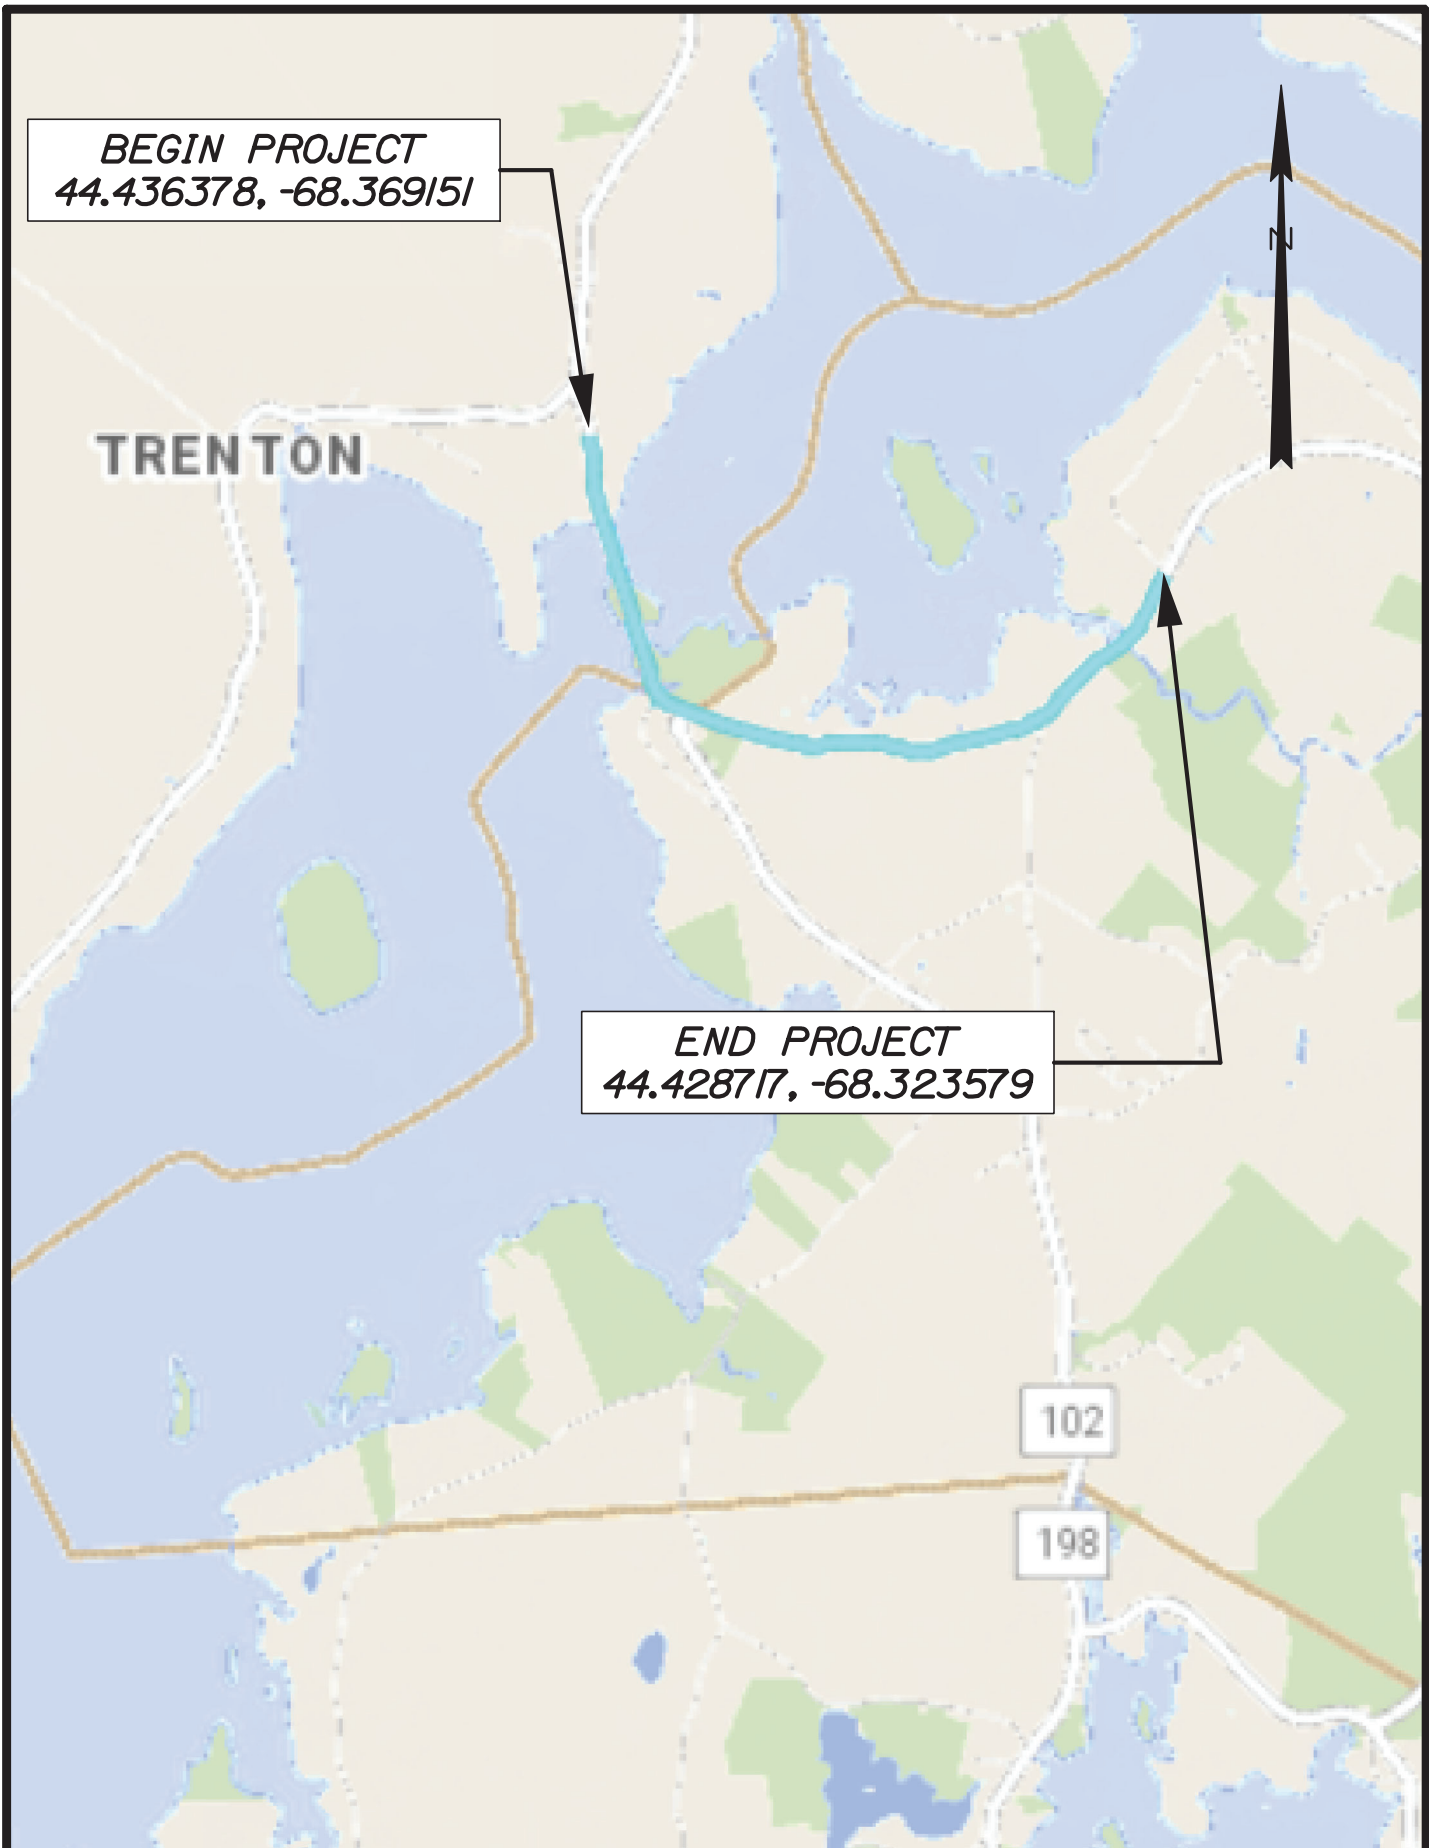 BEGIN PROJECT
44.436378, -68.369151
N
TRENTON
END PROJECT
44.428717, -68.323579
102
198